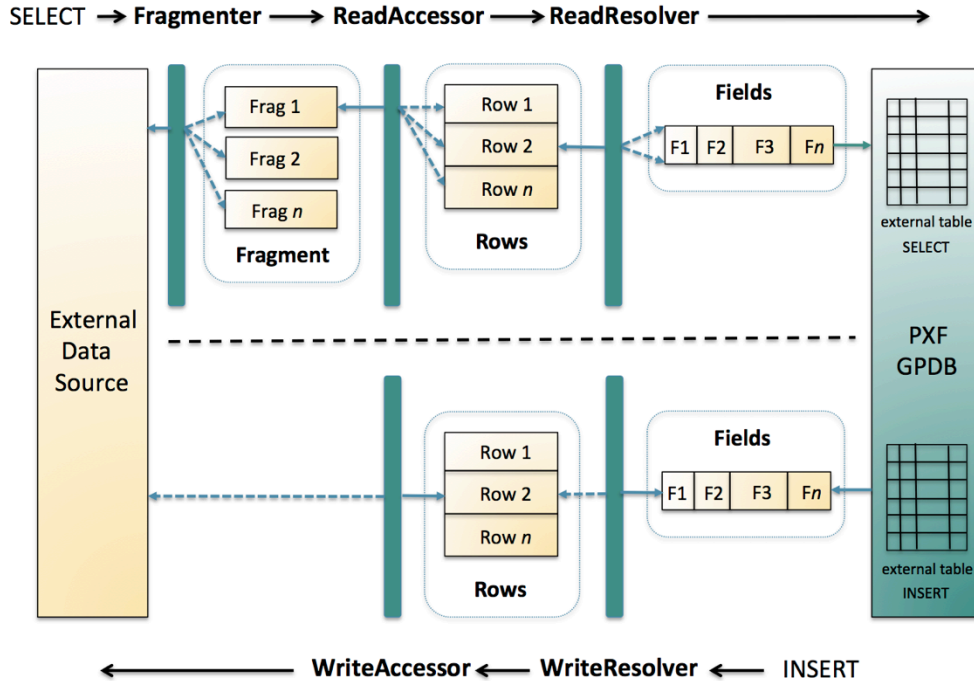 SELECT Fragmenter ReadAccessor ReadResolver
Frag 1
Frag 2
Frag n
Fragment
Row 1
Row 2
Row n
Rows
Fields
F1 F2 F3 Fn
external table
SELECT
External
Data
Source
PXF
GPDB
Row 1
Row 2
Row n
Rows
Fields
F1 F2 F3 Fn
external table
INSERT
WriteAccessor WriteResolver INSERT